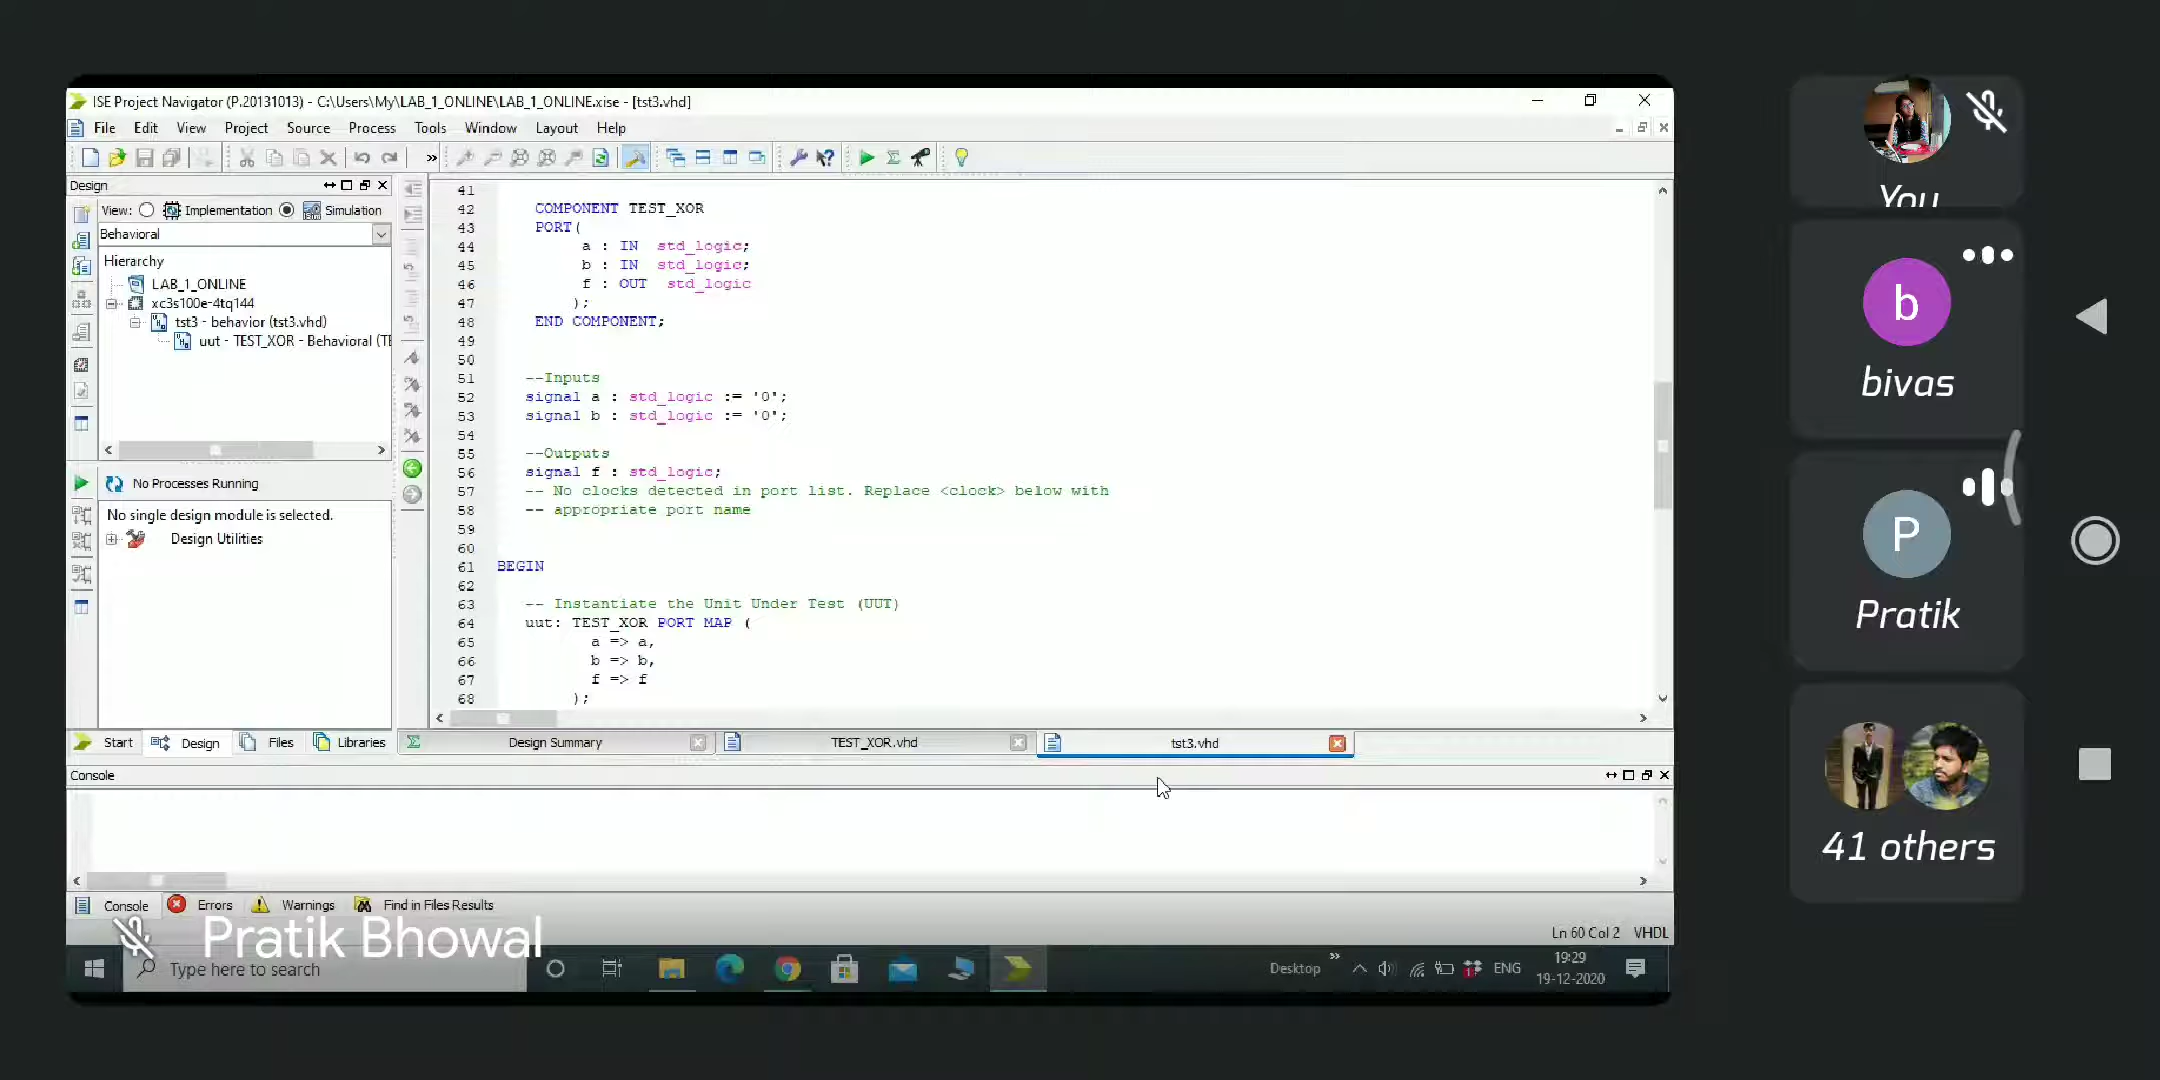 ISE Project Navigator (P.20131013) - C:\Users\My\LAB_1_ONLINE\LAB_1_ONLINE.xise - [tst3.vhd]
File Edit View Project Source Process Tools Window Layout Help
Design
View: Implementation Simulation
Behavioral
Hierarchy
LAB_1_ONLINE
xc3s100e-4tq144
tst3 - behavior (tst3.vhd)
uut - TEST_XOR - Behavioral (TE
No Processes Running
No single design module is selected.
Design Utilities
Start Design Files Libraries
41
42 COMPONENT TEST_XOR
43 PORT(
44 a : IN std_logic;
45 b : IN std_logic;
46 f : OUT std_logic
47 );
48 END COMPONENT;
49
50
51 --Inputs
52 signal a : std_logic := '0';
53 signal b : std_logic := '0';
54
55 --Outputs
56 signal f : std_logic;
57 -- No clocks detected in port list. Replace <clock> below with
58 -- appropriate port name
59
60
61 BEGIN
62
63 -- Instantiate the Unit Under Test (UUT)
64 uut: TEST_XOR PORT MAP (
65 a => a,
66 b => b,
67 f => f
68 );
Design Summary TEST_XOR.vhd tst3.vhd
Console
Console Errors Warnings Find in Files Results
Ln 60 Col 2 VHDL
Pratik Bhowal
Type here to search
Desktop ENG
19:29
19-12-2020
You
b
bivas
P
Pratik
41 others